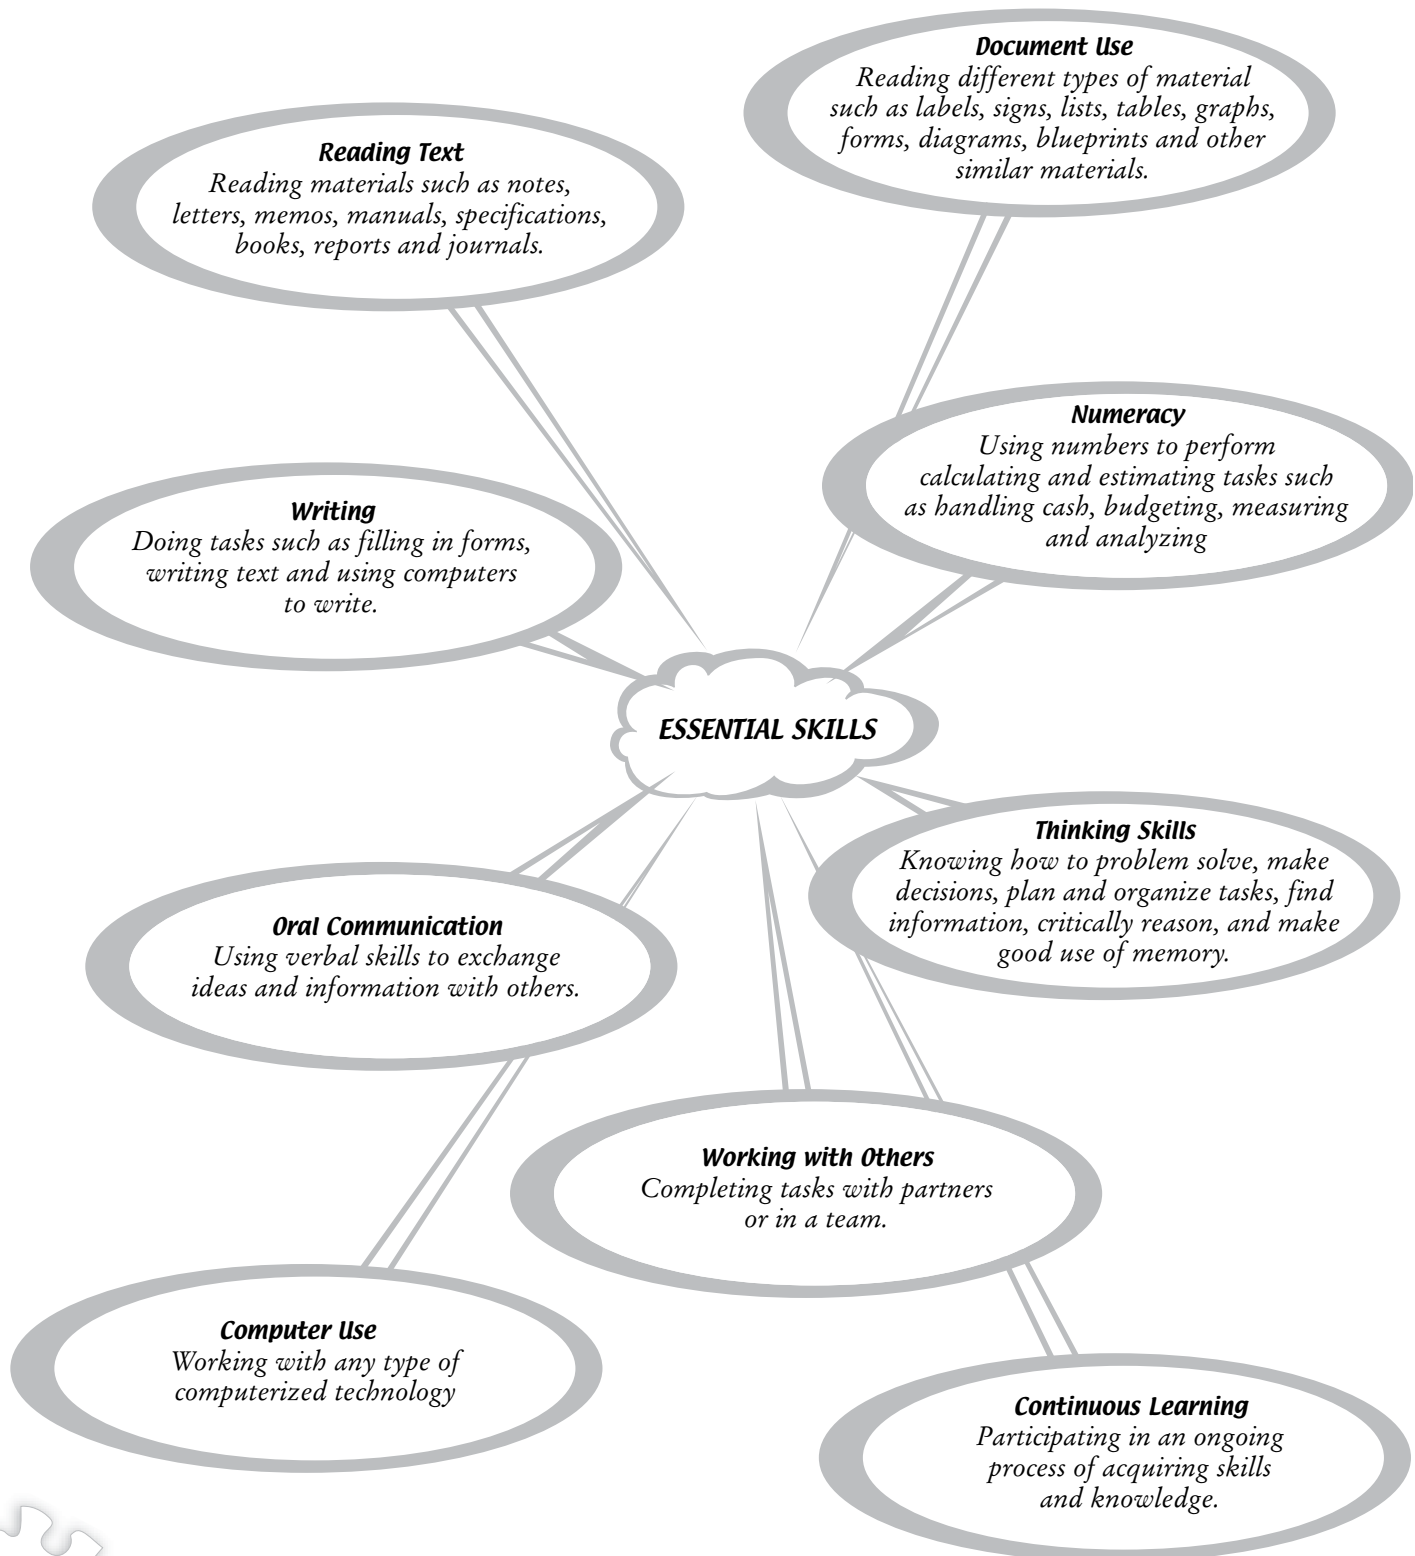 Document Use
Reading different types of material
such as labels, signs, lists, tables, graphs,
forms, diagrams, blueprints and other
similar materials.
Reading Text
Reading materials such as notes,
letters, memos, manuals, specifications,
books, reports and journals.
Numeracy
Using numbers to perform
calculating and estimating tasks such
as handling cash, budgeting, measuring
and analyzing
Writing
Doing tasks such as filling in forms,
writing text and using computers
to write.
ESSENTIAL SKILLS
Thinking Skills
Knowing how to problem solve, make
decisions, plan and organize tasks, find
information, critically reason, and make
good use of memory.
Oral Communication
Using verbal skills to exchange
ideas and information with others.
Working with Others
Completing tasks with partners
or in a team.
Computer Use
Working with any type of
computerized technology
Continuous Learning
Participating in an ongoing
process of acquiring skills
and knowledge.